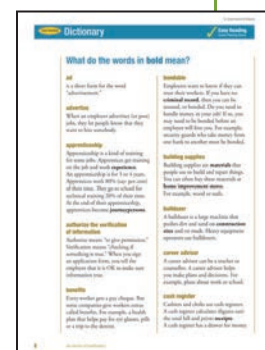 Dictionary
Easy Reading
What do the words in bold mean?
ad
is a short form for the word
"advertisement."
advertise
When an employer advertises (or posts)
jobs, they let people know that they
want to hire somebody.
apprenticeship
Apprenticeship is a kind of training
for some jobs. Apprentices get training
on the job and work experience.
An apprenticeship is for 3 or 4 years.
Apprentices work 80% (say: per cent)
of their time. They go to school for
technical training 20% of their time.
At the end of their apprenticeship,
apprentices become journeypersons.
authorize the verification
of information
Authorize means "to give permission."
Verification means "checking if
something is true." When you sign
an application form, you tell the
employer that it is OK to make sure
information true.
benefits
Every worker gets a pay cheque. But
some companies give workers extras
called benefits. For example, a health
plan that helps pay for eye glasses, pills
or a trip to the dentist.
bondable
Employers want to know if they can
trust their workers. If you have no
criminal record, then you can be
trusted, or bonded. Do you need to
handle money in your job? If so, you
may need to be bonded before an
employer will hire you. For example,
security guards who take money from
one bank to another must be bonded.
building supplies
Building supplies are materials that
people use to build and repair things.
You can often buy these materials at
home improvement stores.
For example, wood or nails.
bulldozer
A bulldozer is a large machine that
pushes dirt and sand on construction
sites and on roads. Heavy equipment
operators use bulldozers.
career advisor
A career advisor can be a teacher or
counsellor. A career advisor helps
you make plans and decisions. For
example, plans about work or school.
cash register
Cashiers and clerks use cash registers.
A cash register calculates (figures out)
the total bill and prints receipts.
A cash register has a drawer for money.